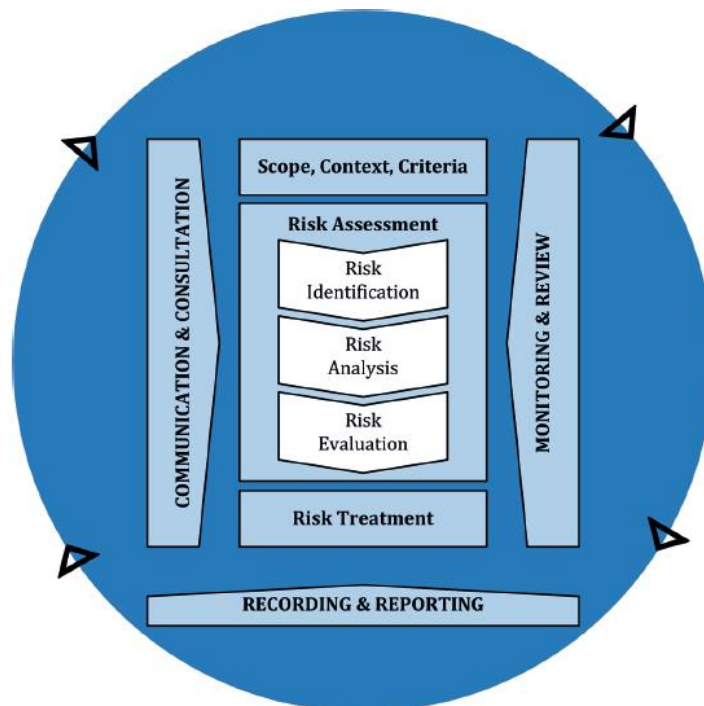 Scope, Context, Criteria
Risk Assessment
Risk
Identification
Risk
Analysis
Risk
Evaluation
Risk Treatment
COMMUNICATION & CONSULTATION
MONITORING & REVIEW
RECORDING & REPORTING